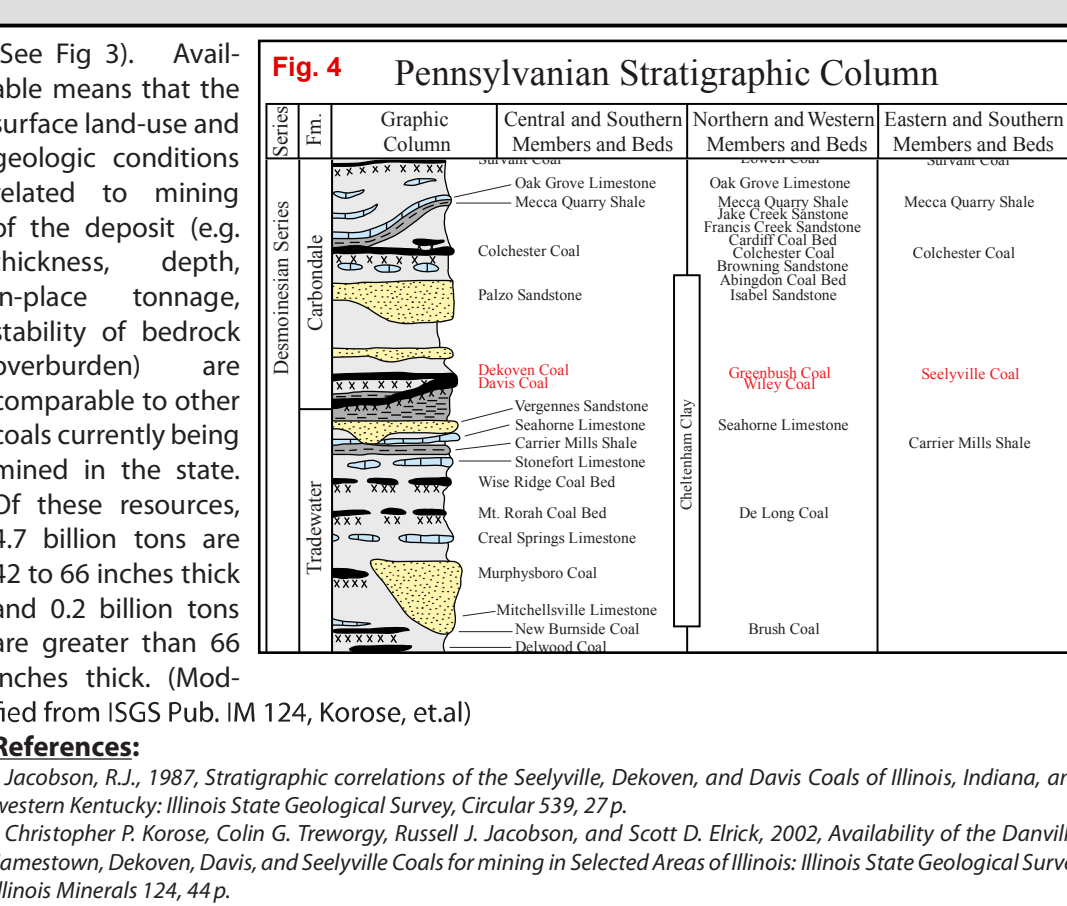 See Fig 3). Avail-
able means that the
surface land-use and
geologic conditions
related to mining
of the deposit (e.g.
thickness, depth,
in-place tonnage,
stability of bedrock
overburden) are
comparable to other
coals currently being
mined in the state.
Of these resources,
4.7 billion tons are
42 to 66 inches thick
and 0.2 billion tons
are greater than 66
inches thick. (Mod-
fied from ISGS Pub. IM 124, Korose, et.al)
Fig. 4
Pennsylvanian Stratigraphic Column
Series
Fm.
Graphic
Column
Central and Southern
Members and Beds
Northern and Western
Members and Beds
Eastern and Southern
Members and Beds
Desmoinesian Series
Carbondale
Tradewater
Survant Coal
Oak Grove Limestone
Mecca Quarry Shale
Colchester Coal
Palzo Sandstone
Dekoven Coal
Davis Coal
Vergennes Sandstone
Seahorne Limestone
Carrier Mills Shale
Stonefort Limestone
Wise Ridge Coal Bed
Mt. Rorah Coal Bed
Creal Springs Limestone
Murphysboro Coal
Mitchellsville Limestone
New Burnside Coal
Delwood Coal
Cheltenham Clay
Lowell Coal
Oak Grove Limestone
Mecca Quarry Shale
Jake Creek Sanstone
Francis Creek Sandstone
Cardiff Coal Bed
Colchester Coal
Browning Sandstone
Abingdon Coal Bed
Isabel Sandstone
Greenbush Coal
Wiley Coal
Seahorne Limestone
De Long Coal
Brush Coal
Survant Coal
Mecca Quarry Shale
Colchester Coal
Seelyville Coal
Carrier Mills Shale
References:
Jacobson, R.J., 1987, Stratigraphic correlations of the Seelyville, Dekoven, and Davis Coals of Illinois, Indiana, an
western Kentucky: Illinois State Geological Survey, Circular 539, 27 p.
Christopher P. Korose, Colin G. Treworgy, Russell J. Jacobson, and Scott D. Elrick, 2002, Availability of the Danvill
Jamestown, Dekoven, Davis, and Seelyville Coals for mining in Selected Areas of Illinois: Illinois State Geological Surve
Illinois Minerals 124, 44 p.